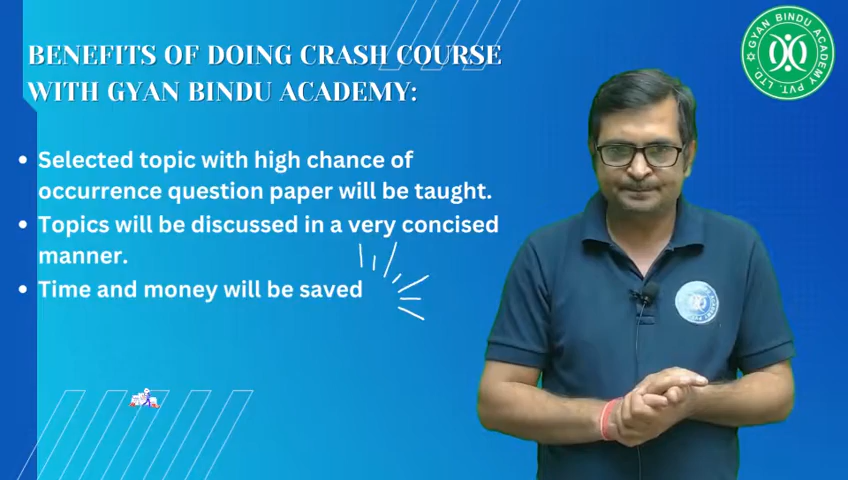 BENEFITS OF DOING CRASH COURSE
WITH GYAN BINDU ACADEMY:
GYAN BINDU ACADEMY PVT. LTD.
• Selected topic with high chance of
occurrence question paper will be taught.
• Topics will be discussed in a very concised
manner.
• Time and money will be saved